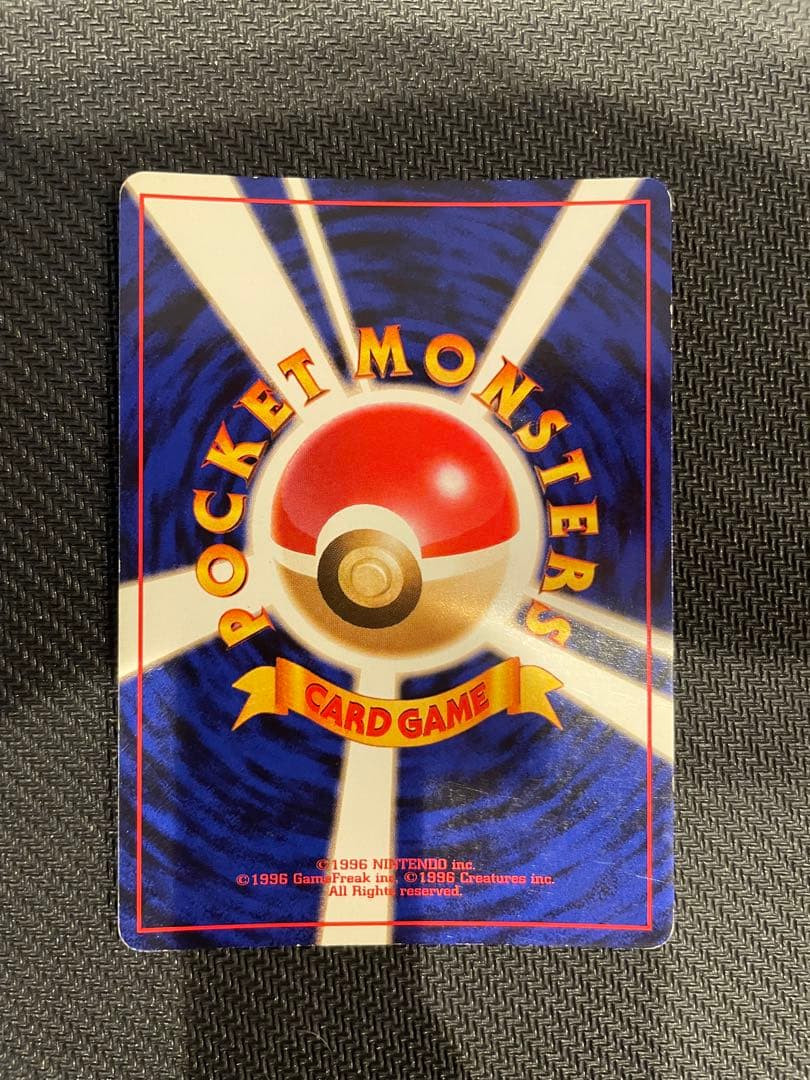 POCKET MONSTERS
CARD GAME
©1996 NINTENDO inc.
©1996 GameFreak inc. ©1996 Creatures inc.
All Rights reserved.